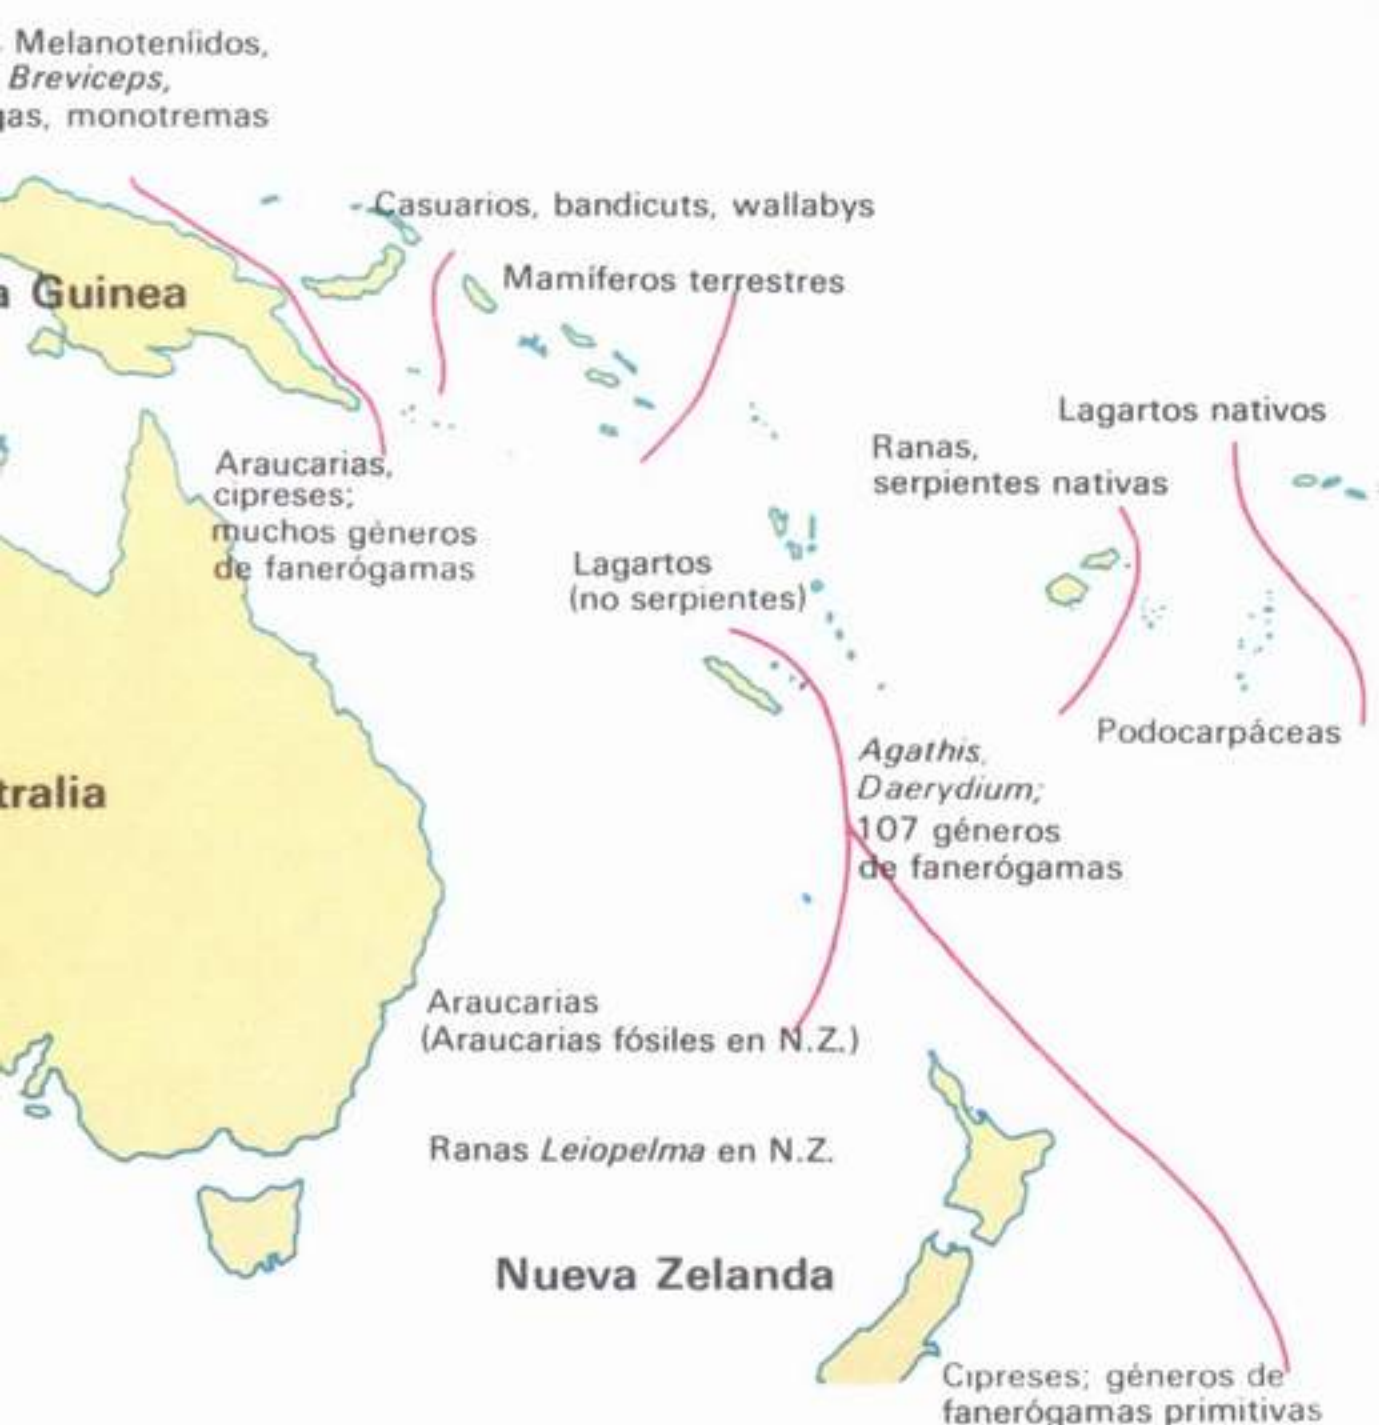 Melanoteníidos,
Breviceps,
gas, monotremas
Casuarios, bandicuts, wallabys
Mamíferos terrestres
a Guinea
Lagartos nativos
Ranas,
serpientes nativas
Araucarias,
cipreses;
muchos géneros
de fanerógamas
Lagartos
(no serpientes)
Podocarpáceas
Agathis,
Daerydium;
107 géneros
de fanerógamas
tralia
Araucarias
(Araucarias fósiles en N.Z.)
Ranas Leiopelma en N.Z.
Nueva Zelanda
Cipreses; géneros de
fanerógamas primitivas